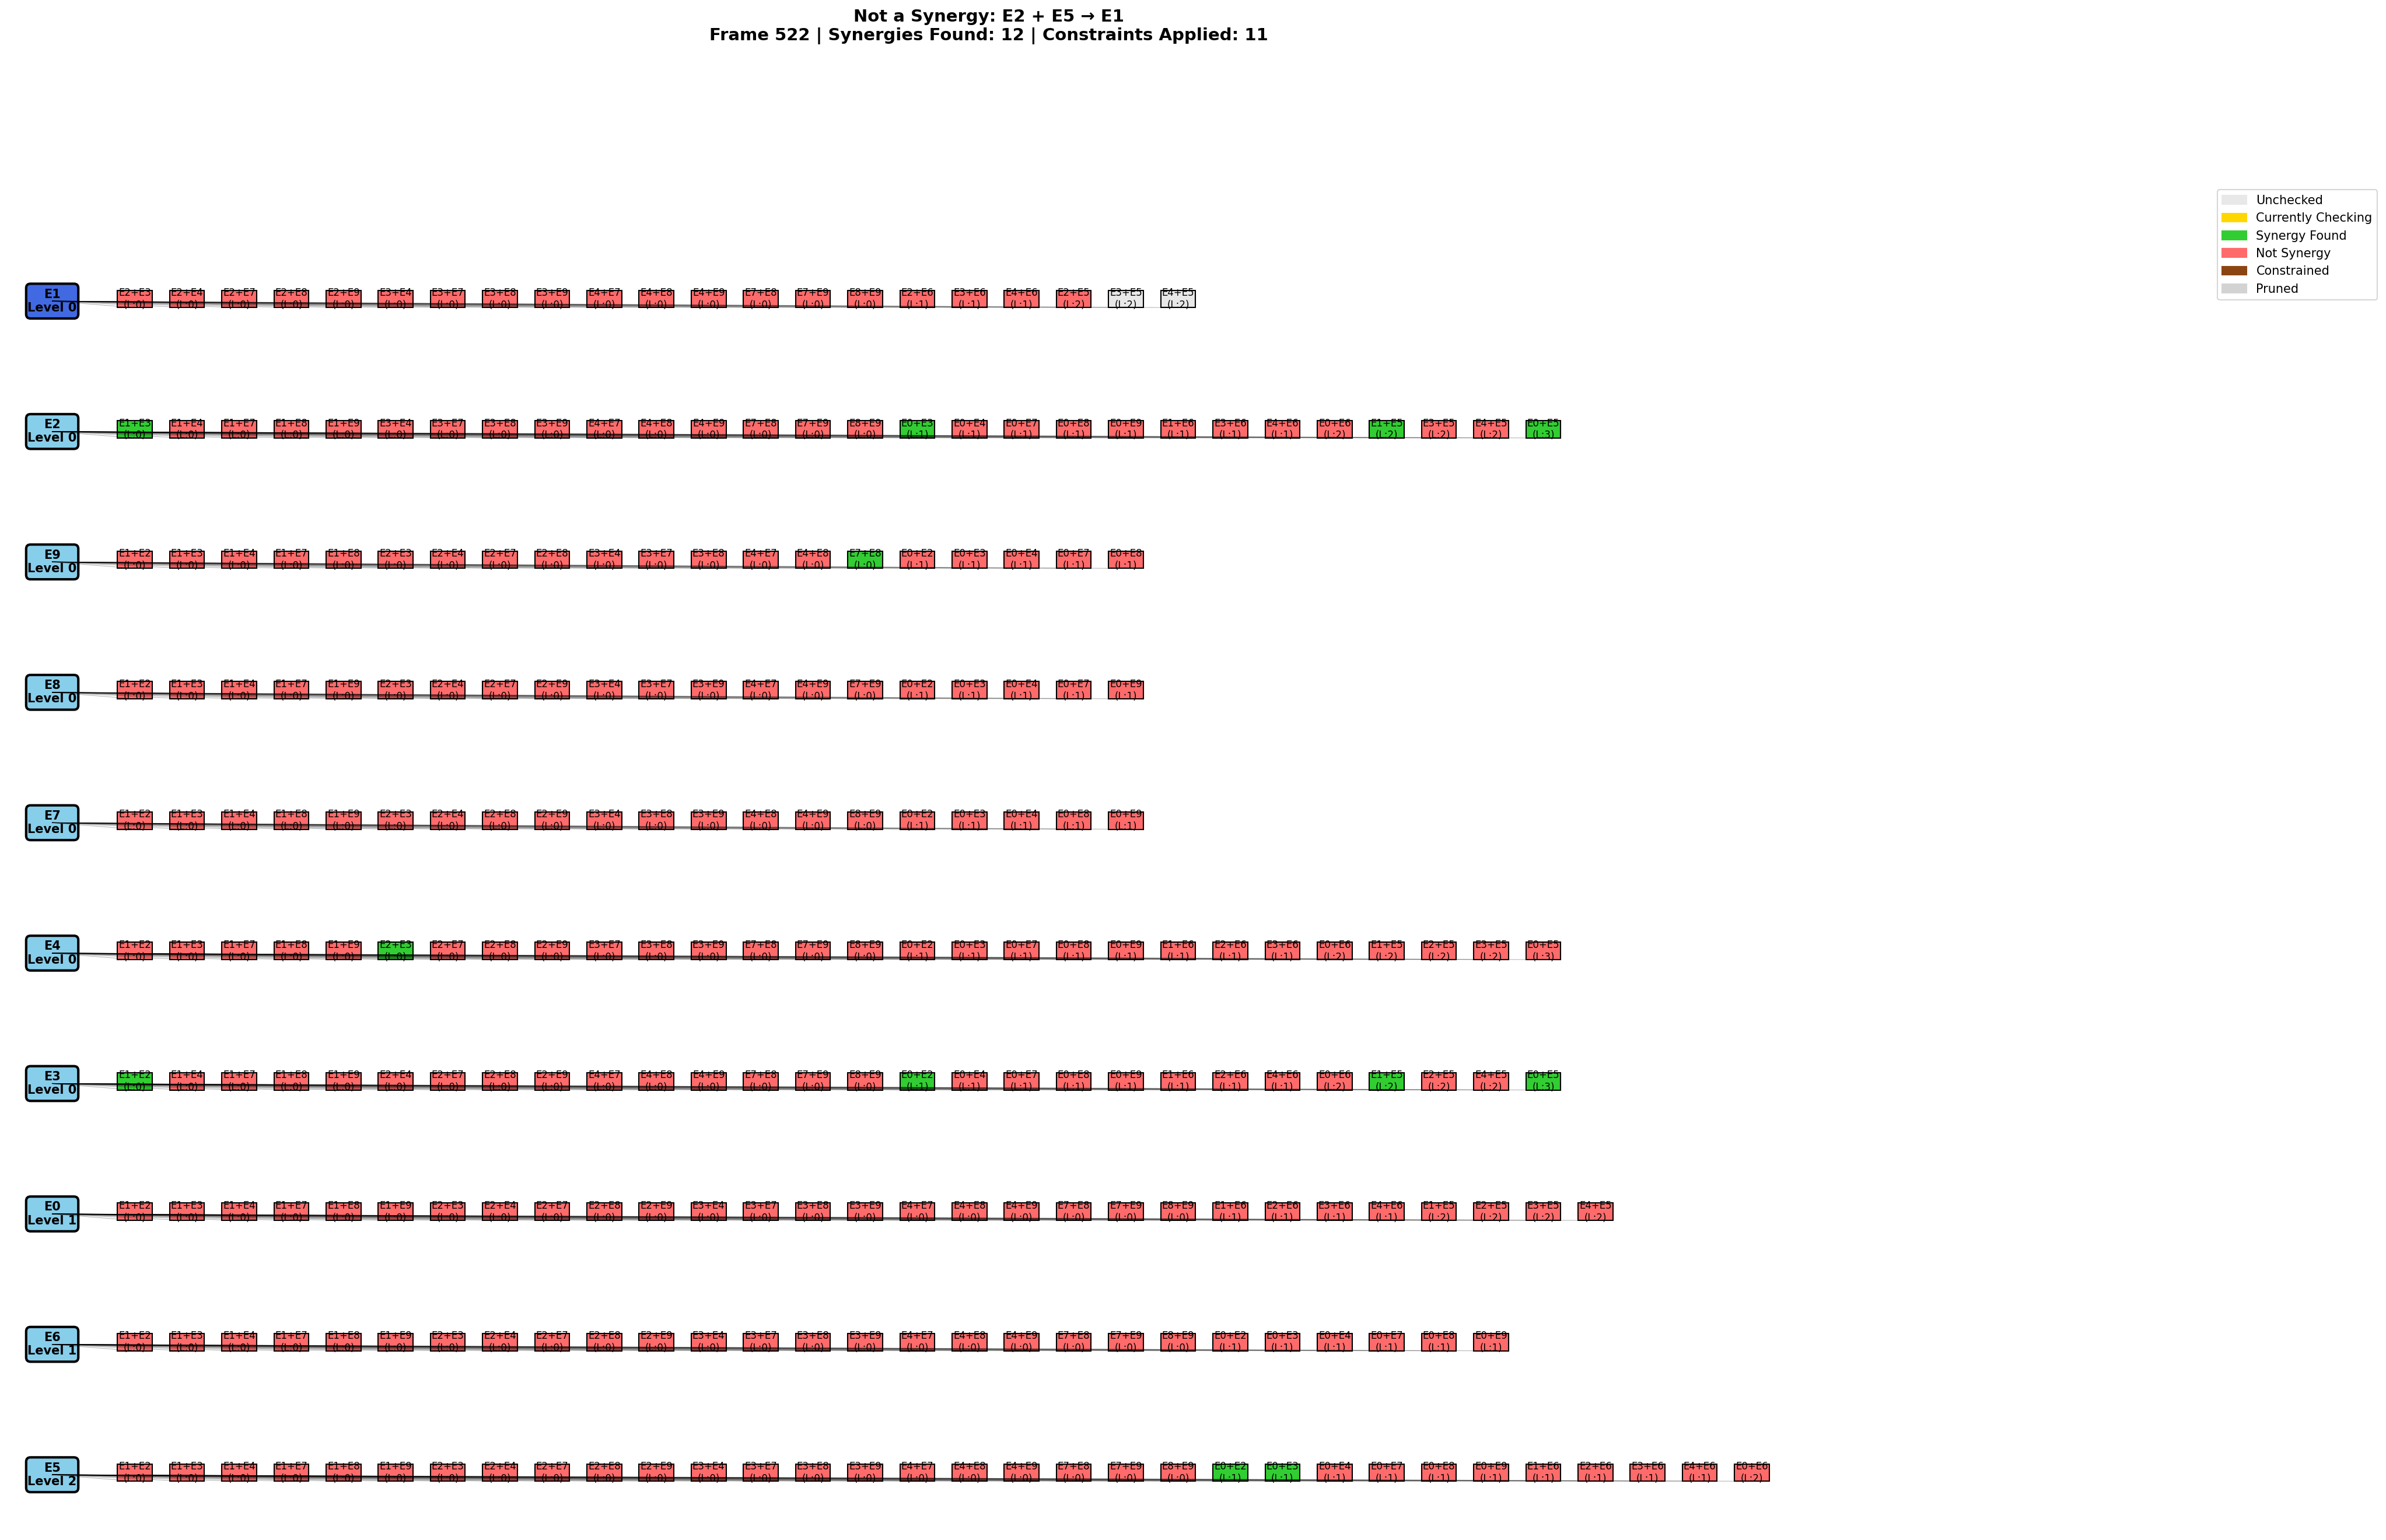 Not a Synergy: E2 + E5 → E1
Frame 522 | Synergies Found: 12 | Constraints Applied: 11
Unchecked
Currently Checking
Synergy Found
Not Synergy
Constrained
Pruned
E1 E2+E3 E2+E4 E2+E7 E2+E8 E2+E9 E3+E4 E3+E7 E3+E8 E3+E9 E4+E7 E4+E8 E4+E9 E7+E8 E7+E9 E8+E9 E2+E6 E3+E6 E4+E6 E2+E5 E3+E5 E4+E5
Level 0 (L:0) (L:0) (L:0) (L:0) (L:0) (L:0) (L:0) (L:0) (L:0) (L:0) (L:0) (L:0) (L:0) (L:0) (L:0) (L:1) (L:1) (L:1) (L:2) (L:2) (L:2)
E2 E1+E3 E1+E4 E1+E7 E1+E8 E1+E9 E3+E4 E3+E7 E3+E8 E3+E9 E4+E7 E4+E8 E4+E9 E7+E8 E7+E9 E8+E9 E0+E3 E0+E4 E0+E7 E0+E8 E0+E9 E1+E6 E3+E6 E4+E6 E0+E6 E1+E5 E3+E5 E4+E5 E0+E5
Level 0 (L:0) (L:0) (L:0) (L:0) (L:0) (L:0) (L:0) (L:0) (L:0) (L:0) (L:0) (L:0) (L:0) (L:0) (L:0) (L:1) (L:1) (L:1) (L:1) (L:1) (L:1) (L:1) (L:1) (L:2) (L:2) (L:2) (L:2) (L:3)
E9 E1+E2 E1+E3 E1+E4 E1+E7 E1+E8 E2+E3 E2+E4 E2+E7 E2+E8 E3+E4 E3+E7 E3+E8 E4+E7 E4+E8 E7+E8 E0+E2 E0+E3 E0+E4 E0+E7 E0+E8
Level 0 (L:0) (L:0) (L:0) (L:0) (L:0) (L:0) (L:0) (L:0) (L:0) (L:0) (L:0) (L:0) (L:0) (L:0) (L:0) (L:1) (L:1) (L:1) (L:1) (L:1)
E8 E1+E2 E1+E3 E1+E4 E1+E7 E1+E9 E2+E3 E2+E4 E2+E7 E2+E9 E3+E4 E3+E7 E3+E9 E4+E7 E4+E9 E7+E9 E0+E2 E0+E3 E0+E4 E0+E7 E0+E9
Level 0 (L:0) (L:0) (L:0) (L:0) (L:0) (L:0) (L:0) (L:0) (L:0) (L:0) (L:0) (L:0) (L:0) (L:0) (L:0) (L:1) (L:1) (L:1) (L:1) (L:1)
E7 E1+E2 E1+E3 E1+E4 E1+E8 E1+E9 E2+E3 E2+E4 E2+E8 E2+E9 E3+E4 E3+E8 E3+E9 E4+E8 E4+E9 E8+E9 E0+E2 E0+E3 E0+E4 E0+E8 E0+E9
Level 0 (L:0) (L:0) (L:0) (L:0) (L:0) (L:0) (L:0) (L:0) (L:0) (L:0) (L:0) (L:0) (L:0) (L:0) (L:0) (L:1) (L:1) (L:1) (L:1) (L:1)
E4 E1+E2 E1+E3 E1+E7 E1+E8 E1+E9 E2+E3 E2+E7 E2+E8 E2+E9 E3+E7 E3+E8 E3+E9 E7+E8 E7+E9 E8+E9 E0+E2 E0+E3 E0+E7 E0+E8 E0+E9 E1+E6 E2+E6 E3+E6 E0+E6 E1+E5 E2+E5 E3+E5 E0+E5
Level 0 (L:0) (L:0) (L:0) (L:0) (L:0) (L:0) (L:0) (L:0) (L:0) (L:0) (L:0) (L:0) (L:0) (L:0) (L:0) (L:1) (L:1) (L:1) (L:1) (L:1) (L:1) (L:1) (L:1) (L:2) (L:2) (L:2) (L:2) (L:3)
E3 E1+E2 E1+E4 E1+E7 E1+E8 E1+E9 E2+E4 E2+E7 E2+E8 E2+E9 E4+E7 E4+E8 E4+E9 E7+E8 E7+E9 E8+E9 E0+E2 E0+E4 E0+E7 E0+E8 E0+E9 E1+E6 E2+E6 E4+E6 E0+E6 E1+E5 E2+E5 E4+E5 E0+E5
Level 0 (L:0) (L:0) (L:0) (L:0) (L:0) (L:0) (L:0) (L:0) (L:0) (L:0) (L:0) (L:0) (L:0) (L:0) (L:0) (L:1) (L:1) (L:1) (L:1) (L:1) (L:1) (L:1) (L:1) (L:2) (L:2) (L:2) (L:2) (L:3)
E0 E1+E2 E1+E3 E1+E4 E1+E7 E1+E8 E1+E9 E2+E3 E2+E4 E2+E7 E2+E8 E2+E9 E3+E4 E3+E7 E3+E8 E3+E9 E4+E7 E4+E8 E4+E9 E7+E8 E7+E9 E8+E9 E1+E6 E2+E6 E3+E6 E4+E6 E1+E5 E2+E5 E3+E5 E4+E5
Level 1 (L:0) (L:0) (L:0) (L:0) (L:0) (L:0) (L:0) (L:0) (L:0) (L:0) (L:0) (L:0) (L:0) (L:0) (L:0) (L:0) (L:0) (L:0) (L:0) (L:0) (L:0) (L:1) (L:1) (L:1) (L:1) (L:2) (L:2) (L:2) (L:2)
E6 E1+E2 E1+E3 E1+E4 E1+E7 E1+E8 E1+E9 E2+E3 E2+E4 E2+E7 E2+E8 E2+E9 E3+E4 E3+E7 E3+E8 E3+E9 E4+E7 E4+E8 E4+E9 E7+E8 E7+E9 E8+E9 E0+E2 E0+E3 E0+E4 E0+E7 E0+E8 E0+E9
Level 1 (L:0) (L:0) (L:0) (L:0) (L:0) (L:0) (L:0) (L:0) (L:0) (L:0) (L:0) (L:0) (L:0) (L:0) (L:0) (L:0) (L:0) (L:0) (L:0) (L:0) (L:0) (L:1) (L:1) (L:1) (L:1) (L:1) (L:1)
E5 E1+E2 E1+E3 E1+E4 E1+E7 E1+E8 E1+E9 E2+E3 E2+E4 E2+E7 E2+E8 E2+E9 E3+E4 E3+E7 E3+E8 E3+E9 E4+E7 E4+E8 E4+E9 E7+E8 E7+E9 E8+E9 E0+E2 E0+E3 E0+E4 E0+E7 E0+E8 E0+E9 E1+E6 E2+E6 E3+E6 E4+E6 E0+E6
Level 2 (L:0) (L:0) (L:0) (L:0) (L:0) (L:0) (L:0) (L:0) (L:0) (L:0) (L:0) (L:0) (L:0) (L:0) (L:0) (L:0) (L:0) (L:0) (L:0) (L:0) (L:0) (L:1) (L:1) (L:1) (L:1) (L:1) (L:1) (L:1) (L:1) (L:1) (L:1) (L:2)